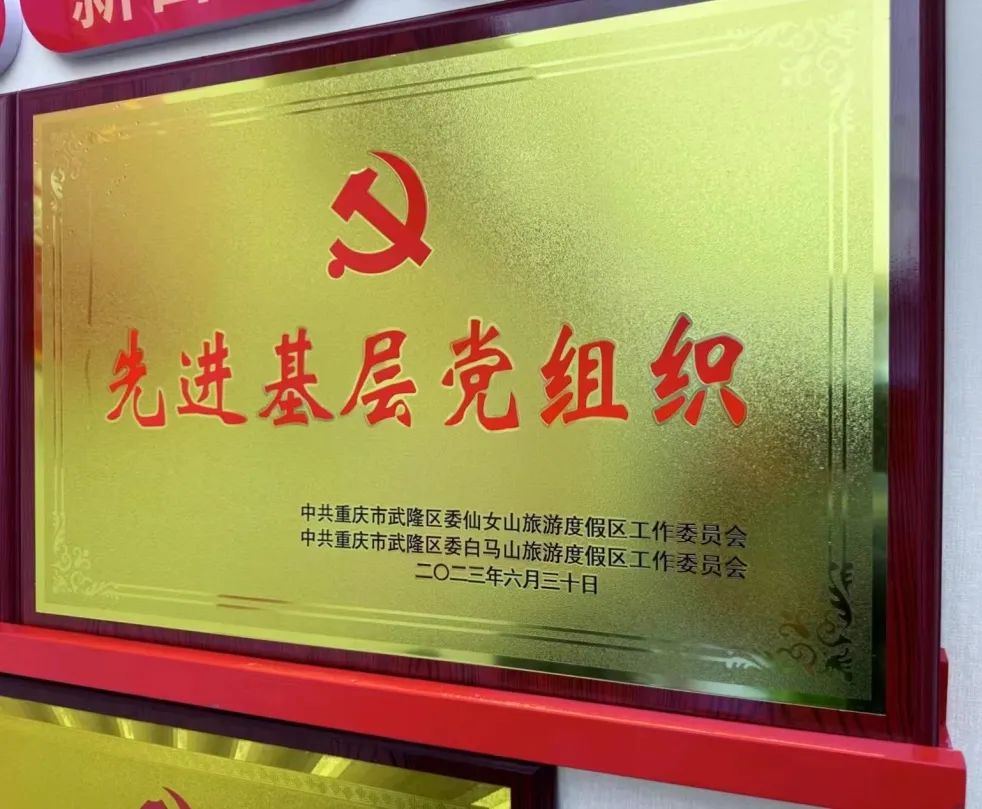 先进基层党组织
中共重庆市武隆区委仙女山旅游度假区工作委员会
中共重庆市武隆区委白马山旅游度假区工作委员会
二〇二三年六月三十日